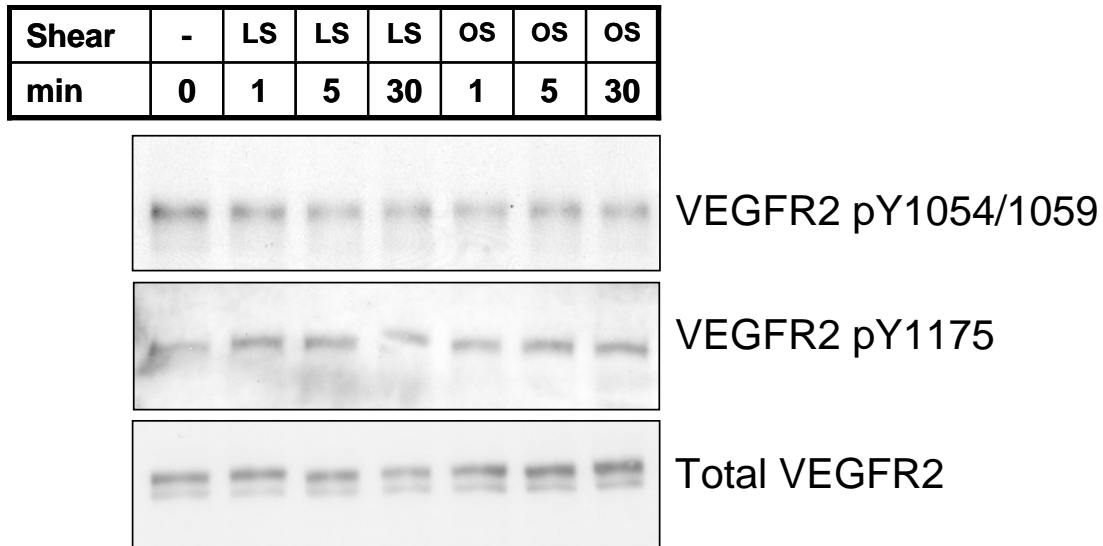 Shear - LS LS LS OS OS OS
min 0 1 5 30 1 5 30
VEGFR2 pY1054/1059
VEGFR2 pY1175
Total VEGFR2